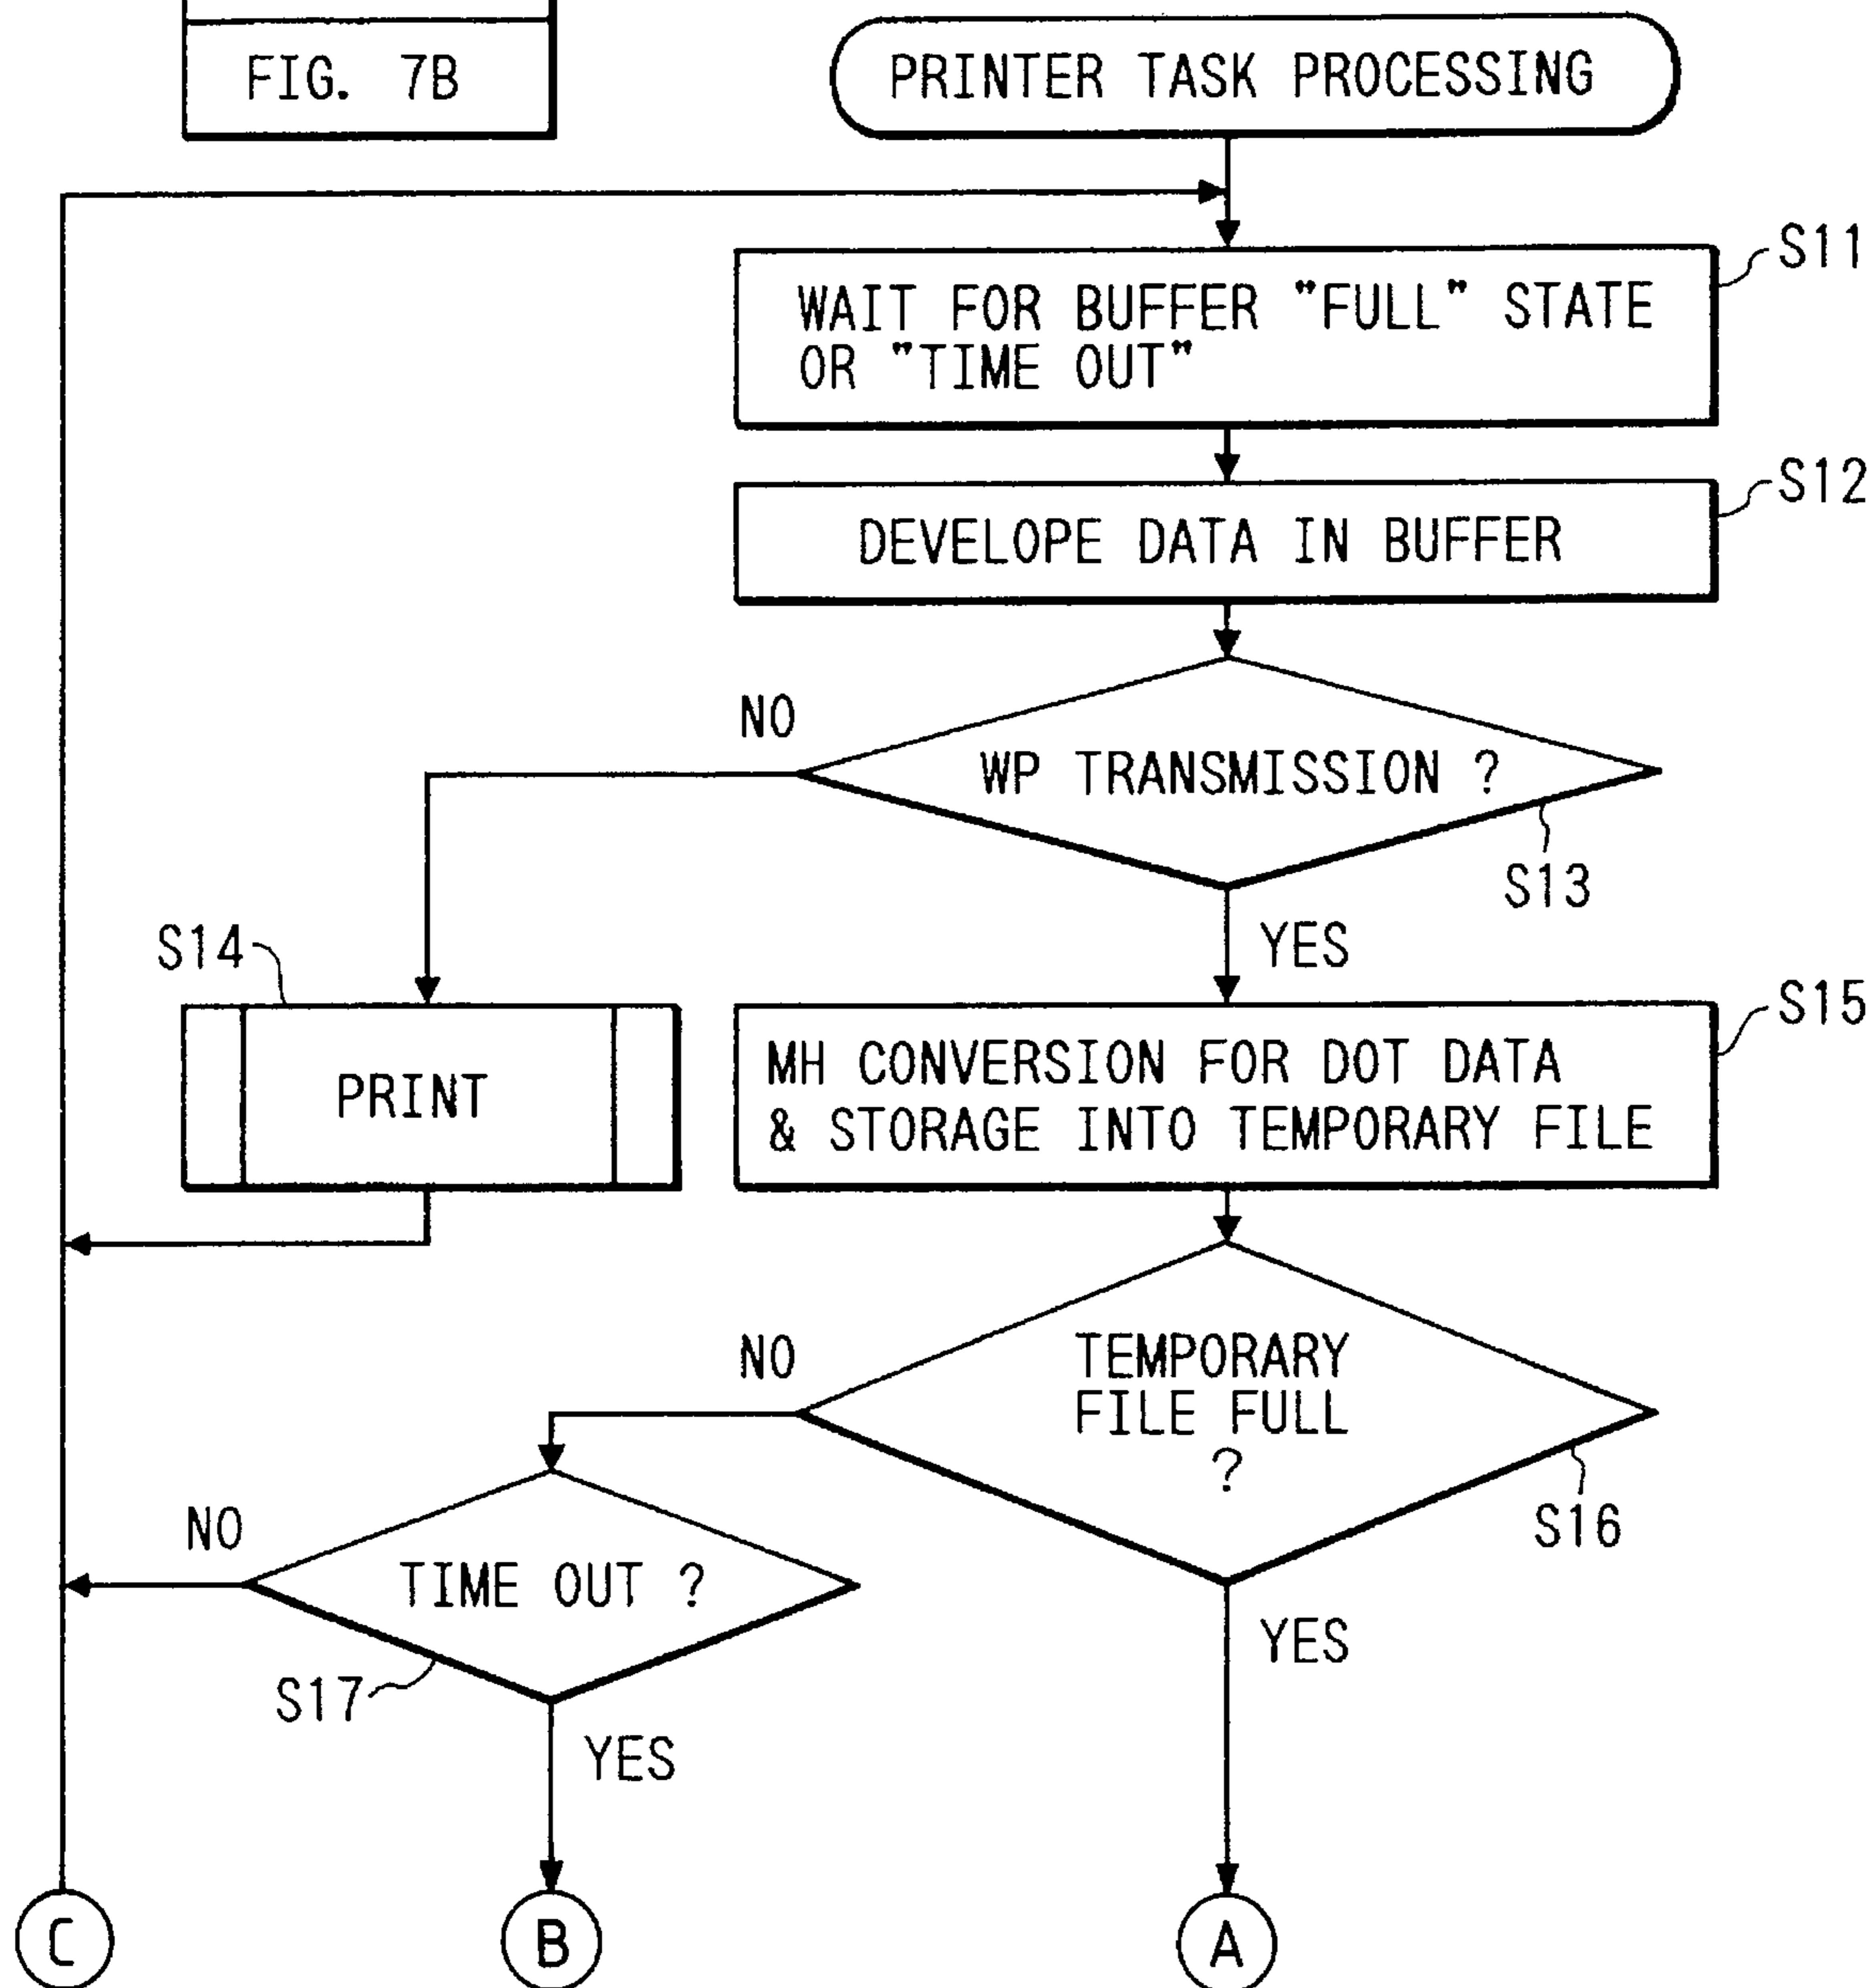 FIG. 7B
PRINTER TASK PROCESSING
S11
WAIT FOR BUFFER "FULL" STATE
OR "TIME OUT"
S12
DEVELOPE DATA IN BUFFER
NO
WP TRANSMISSION ?
S13
YES
S14
PRINT
S15
MH CONVERSION FOR DOT DATA
& STORAGE INTO TEMPORARY FILE
NO
TEMPORARY
FILE FULL
?
S16
NO
TIME OUT ?
S17
YES
YES
C
B
A